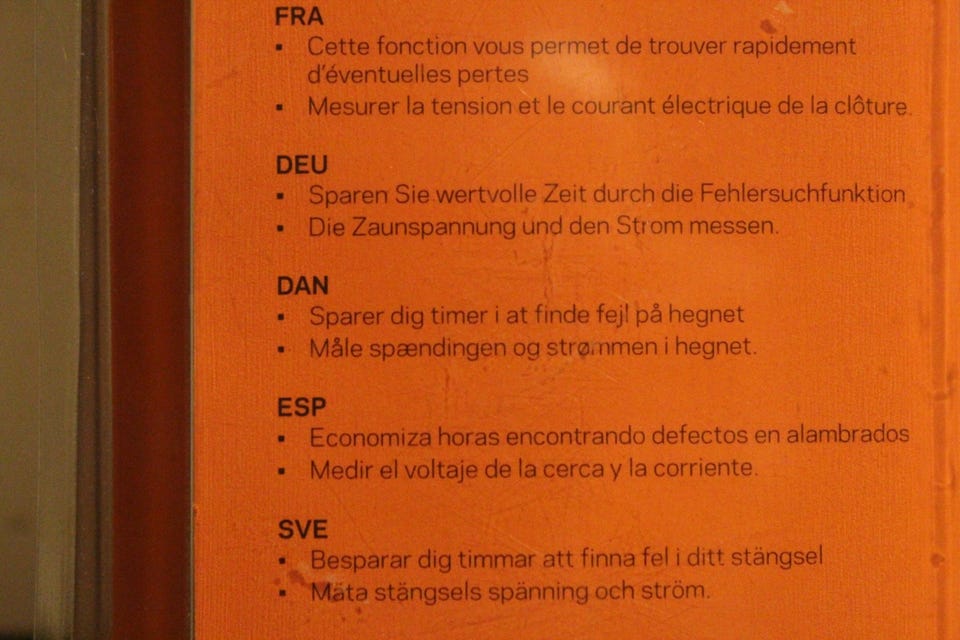 FRA
▪ Cette fonction vous permet de trouver rapidement
d'éventuelles pertes
▪ Mesurer la tension et le courant électrique de la clôture.
DEU
▪ Sparen Sie wertvolle Zeit durch die Fehlersuchfunktion
▪ Die Zaunspannung und den Strom messen.
DAN
▪ Sparer dig timer i at finde fejl på hegnet
▪ Måle spændingen og strømmen i hegnet.
ESP
▪ Economiza horas encontrando defectos en alambrados
▪ Medir el voltaje de la cerca y la corriente.
SVE
▪ Besparar dig timmar att finna fel i ditt stängsel
▪ Mäta stängsels spänning och ström.